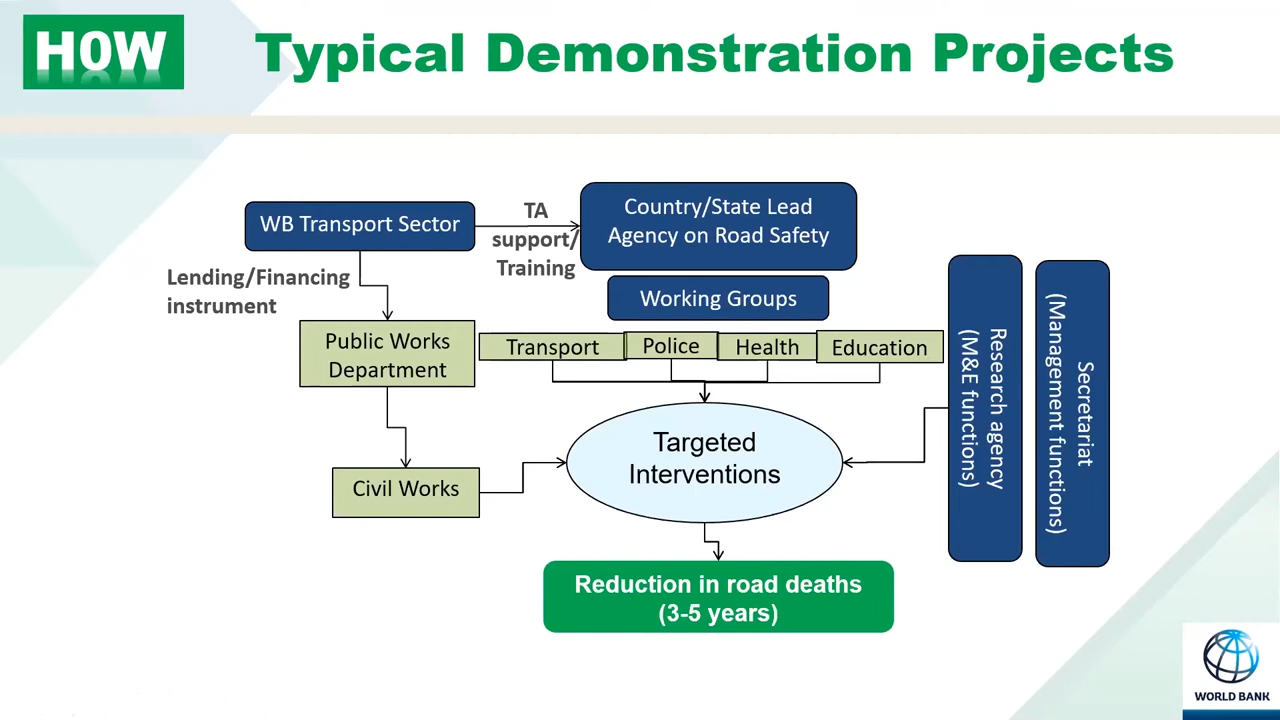 HOW
Typical Demonstration Projects
WB Transport Sector
TA
support/
Training
Country/State Lead
Agency on Road Safety
Lending/Financing
instrument
Working Groups
Public Works
Department
Transport
Police
Health
Education
Research agency
(M&E functions)
Secretariat
(Management functions)
Targeted
Interventions
Civil Works
Reduction in road deaths
(3-5 years)
WORLD BANK